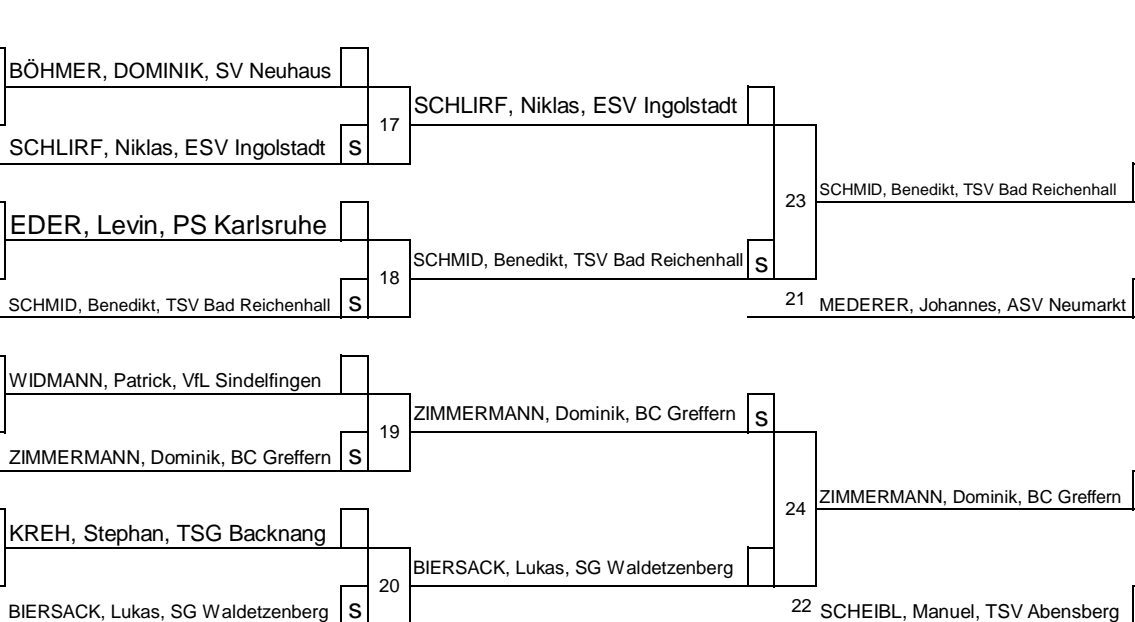 BÖHMER, DOMINIK, SV Neuhaus
SCHLIRF, Niklas, ESV Ingolstadt
17
SCHLIRF, Niklas, ESV Ingolstadt S
SCHMID, Benedikt, TSV Bad Reichenhall
23
EDER, Levin, PS Karlsruhe
SCHMID, Benedikt, TSV Bad Reichenhall S
18
SCHMID, Benedikt, TSV Bad Reichenhall S
21 MEDERER, Johannes, ASV Neumarkt
WIDMANN, Patrick, VfL Sindelfingen
ZIMMERMANN, Dominik, BC Greffern S
19
ZIMMERMANN, Dominik, BC Greffern S
ZIMMERMANN, Dominik, BC Greffern
24
KREH, Stephan, TSG Backnang
BIERSACK, Lukas, SG Waldetzenberg
20
BIERSACK, Lukas, SG Waldetzenberg S
22 SCHEIBL, Manuel, TSV Abensberg